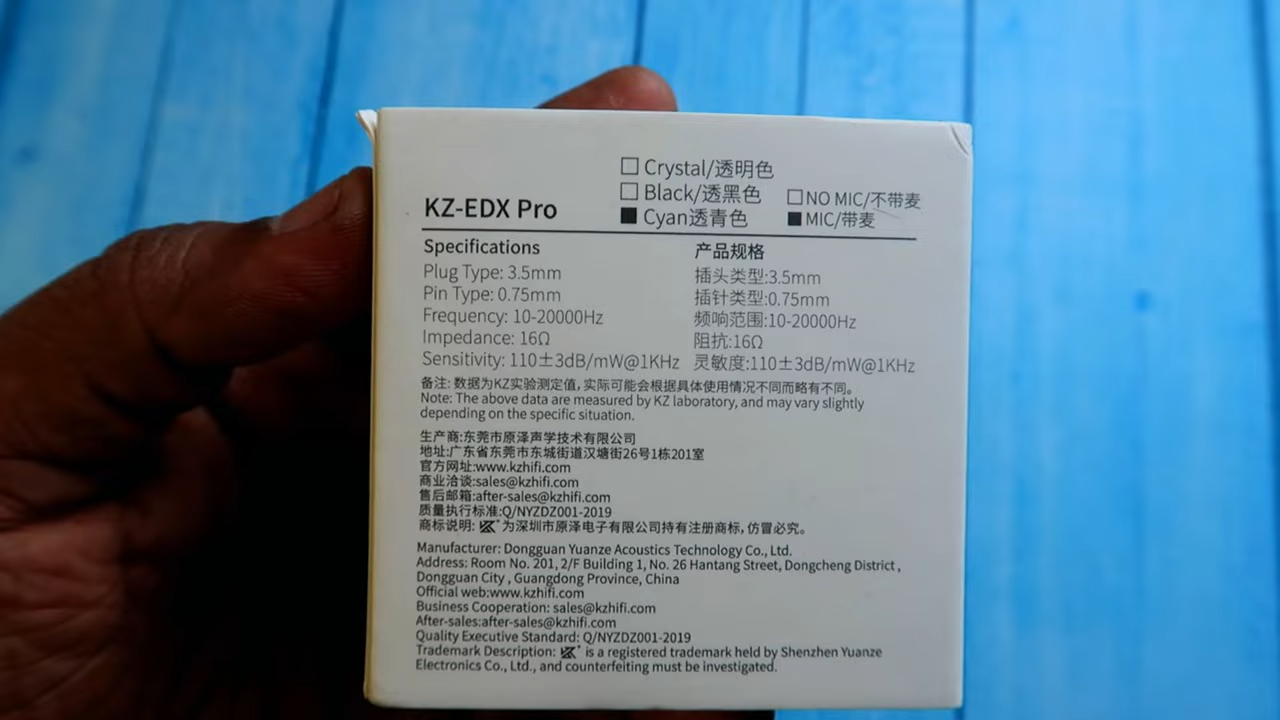 Crystal/透明色
Black/透黑色
NO MIC/不带麦
KZ-EDX Pro
Cyan透青色
MIC/带麦
Specifications
Plug Type: 3.5mm
Pin Type: 0.75mm
Frequency: 10-20000Hz
Impedance: 16Ω
Sensitivity: 110±3dB/mW@1KHz
产品规格
插头类型:3.5mm
插针类型:0.75mm
频响范围:10-20000Hz
阻抗:16Ω
灵敏度:110±3dB/mW@1KHz
备注: 数据为KZ实验测定值, 实际可能会根据具体使用情况不同而略有不同。
Note: The above data are measured by KZ laboratory, and may vary slightly
depending on the specific situation.
生产商:东莞市原泽声学技术有限公司
地址:广东省东莞市东城街道汉塘街26号1栋201室
官方网址:www.kzhifi.com
商业洽谈:sales@kzhifi.com
售后邮箱:after-sales@kzhifi.com
质量执行标准:Q/NYZDZ001-2019
商标说明: KZ为深圳市原泽电子有限公司持有注册商标, 仿冒必究。
Manufacturer: Dongguan Yuanze Acoustics Technology Co., Ltd.
Address: Room No. 201, 2/F Building 1, No. 26 Hantang Street, Dongcheng District ,
Dongguan City , Guangdong Province, China
Official web:www.kzhifi.com
Business Cooperation: sales@kzhifi.com
After-sales:after-sales@kzhifi.com
Quality Executive Standard: Q/NYZDZ001-2019
Trademark Description: KZ is a registered trademark held by Shenzhen Yuanze
Electronics Co., Ltd., and counterfeiting must be investigated.